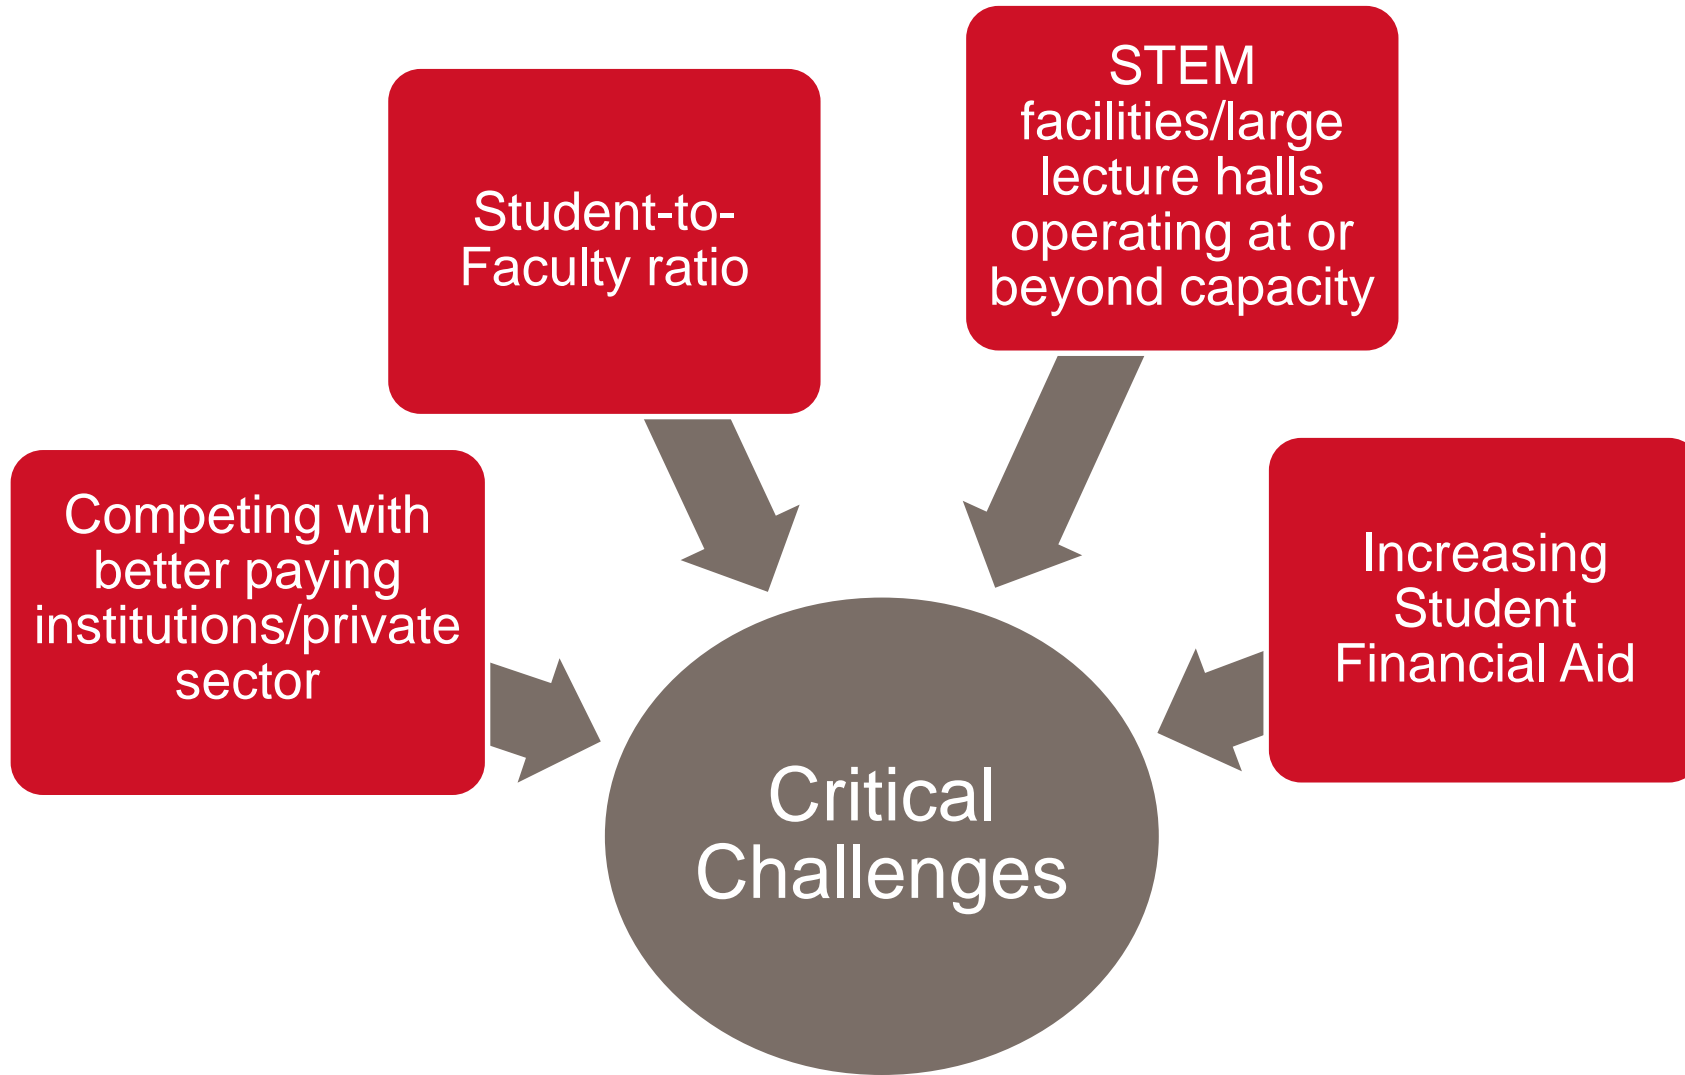 Competing with
better paying
institutions/private
sector
Student-to-
Faculty ratio
STEM
facilities/large
lecture halls
operating at or
beyond capacity
Increasing
Student
Financial Aid
Critical
Challenges